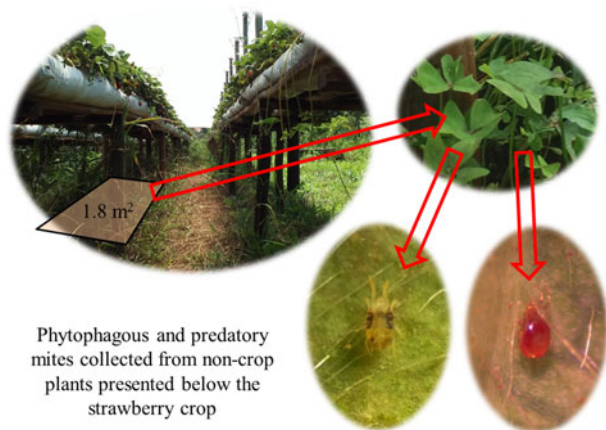 1.8 m²
Phytophagous and predatory
mites collected from non-crop
plants presented below the
strawberry crop